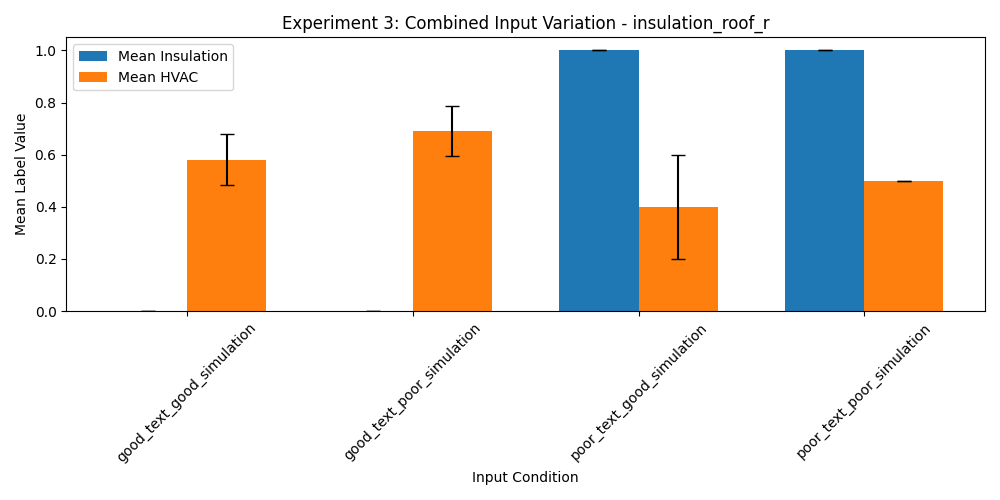 Experiment 3: Combined Input Variation - insulation_roof_r
Mean Insulation
Mean HVAC
Mean Label Value
1.0
0.8
0.6
0.4
0.2
0.0
good_text_good_simulation
good_text_poor_simulation
poor_text_good_simulation
poor_text_poor_simulation
Input Condition